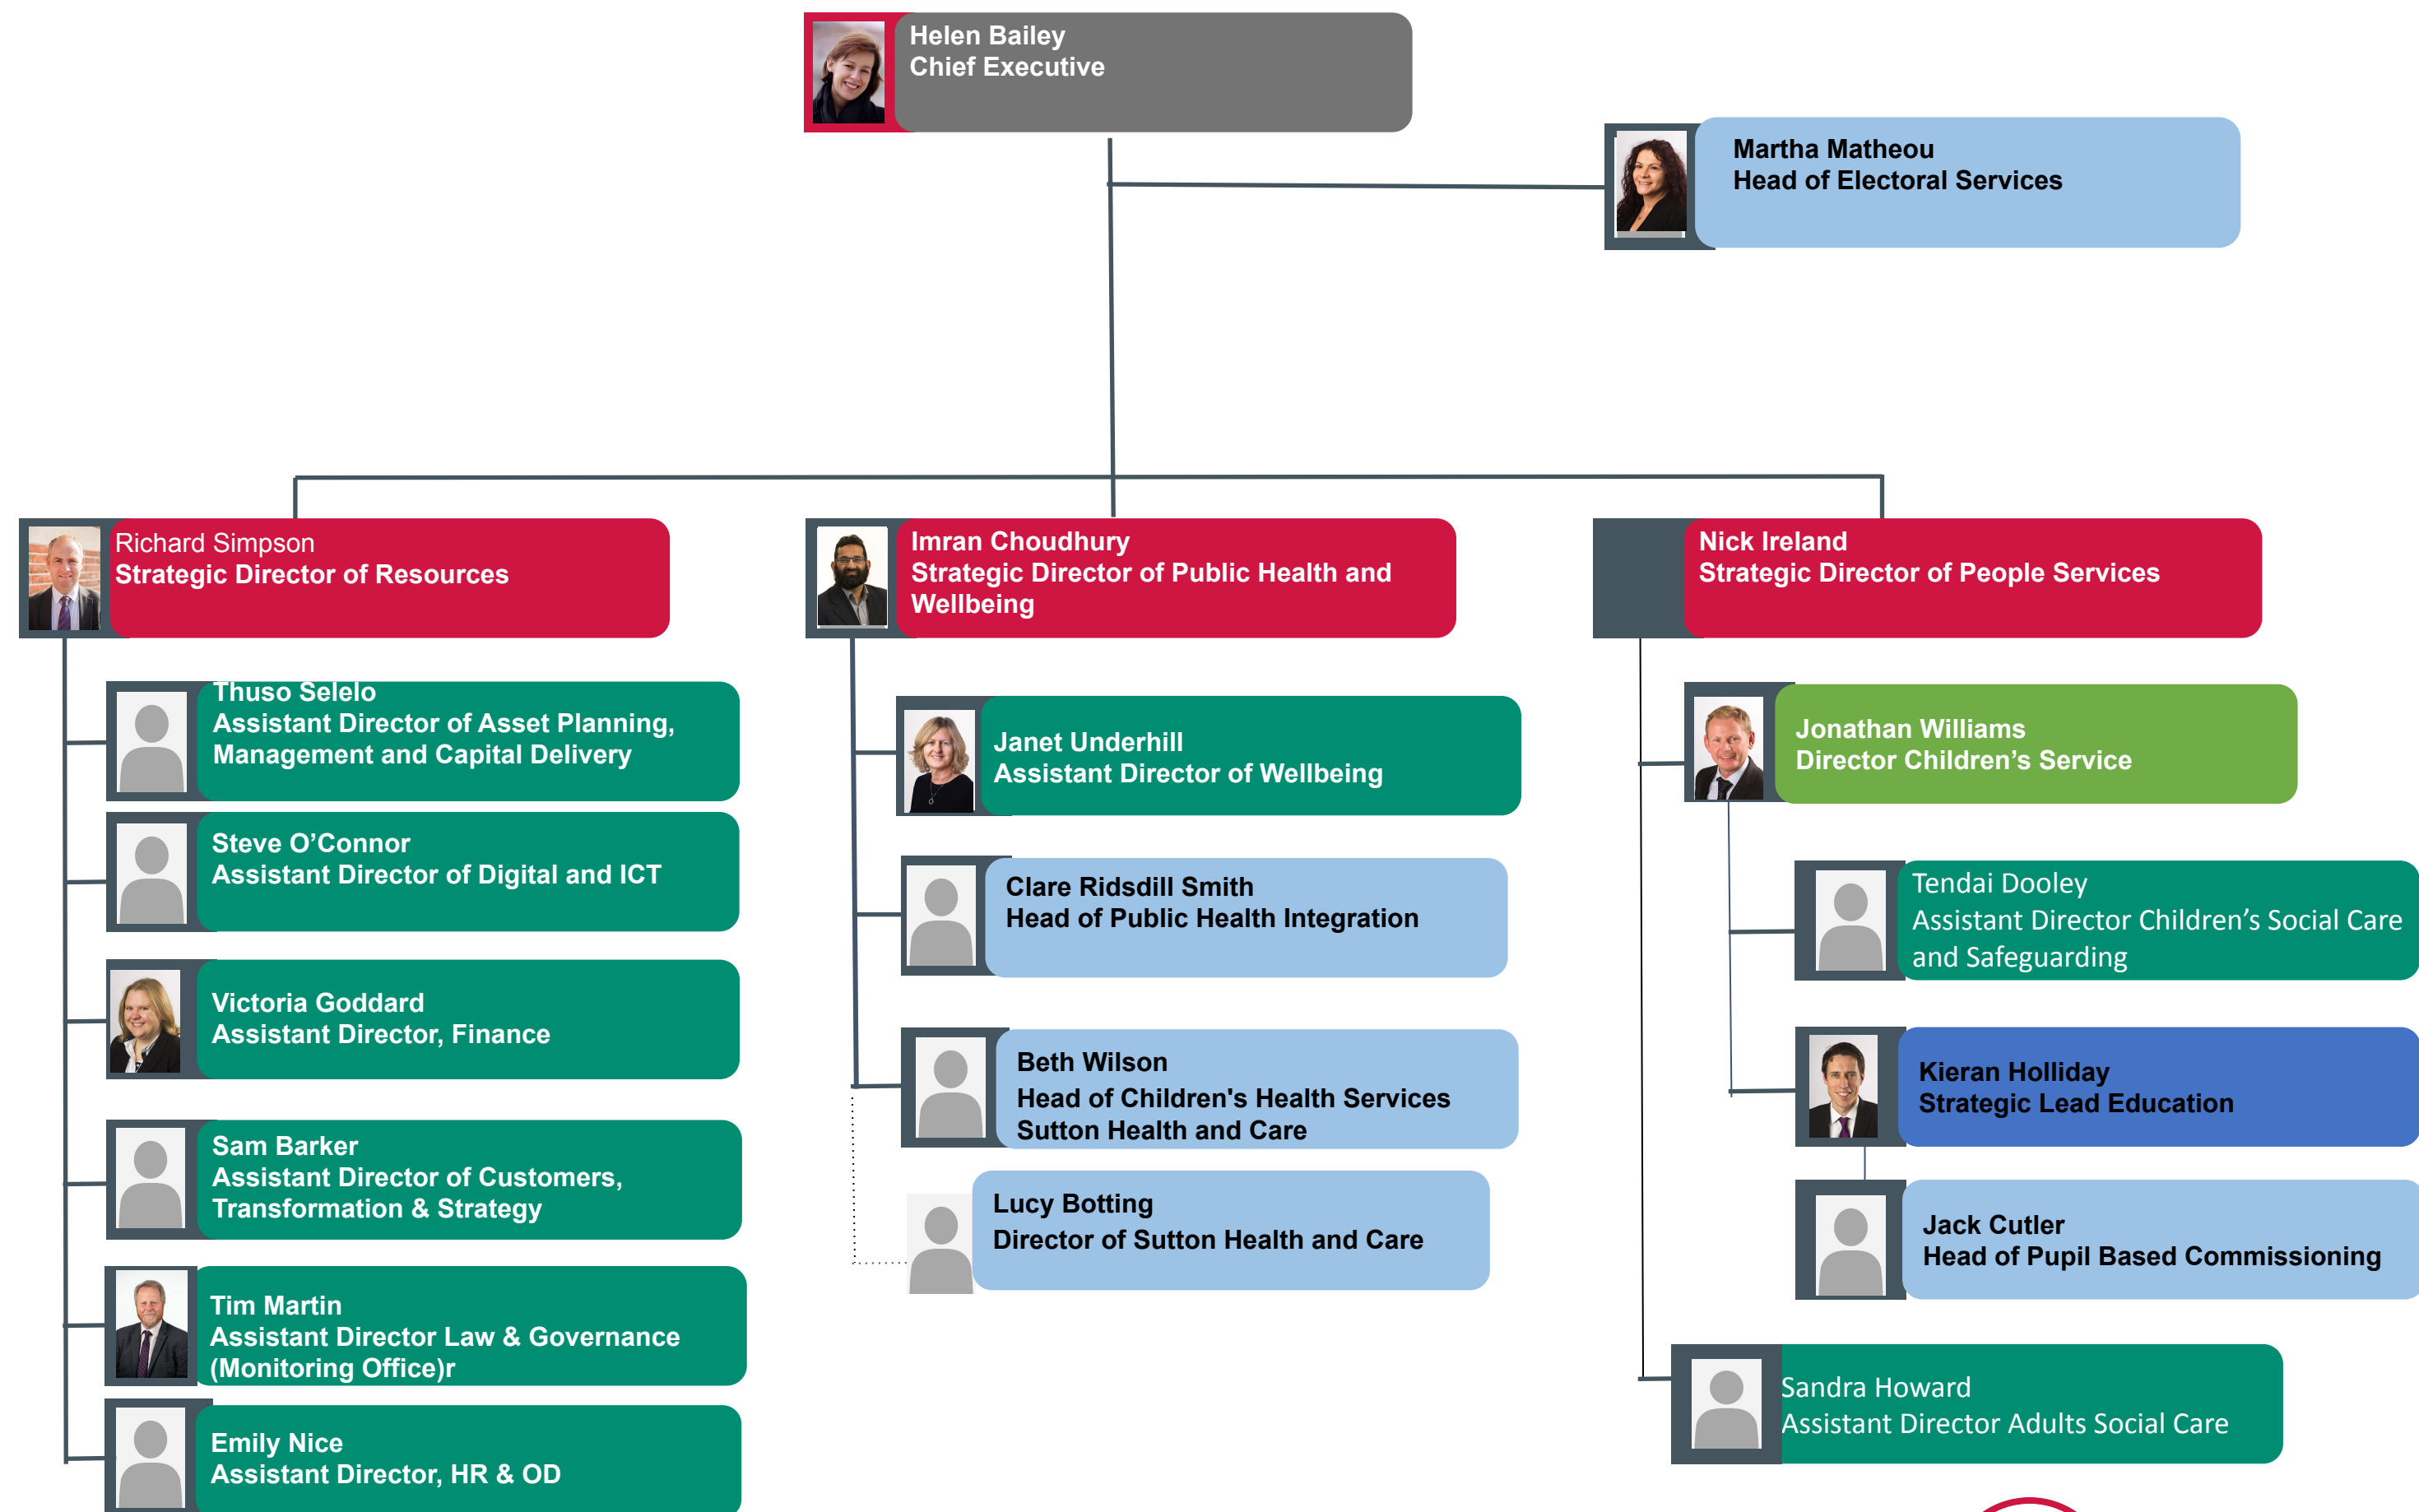 Helen Bailey
Chief Executive
Martha Matheou
Head of Electoral Services
Richard Simpson
Strategic Director of Resources
Thuso Selelo
Assistant Director of Asset Planning,
Management and Capital Delivery
Steve O’Connor
Assistant Director of Digital and ICT
Victoria Goddard
Assistant Director, Finance
Sam Barker
Assistant Director of Customers,
Transformation & Strategy
Tim Martin
Assistant Director Law & Governance
(Monitoring Office)r
Emily Nice
Assistant Director, HR & OD
Imran Choudhury
Strategic Director of Public Health and
Wellbeing
Janet Underhill
Assistant Director of Wellbeing
Clare Ridsdill Smith
Head of Public Health Integration
Beth Wilson
Head of Children's Health Services
Sutton Health and Care
Lucy Botting
Director of Sutton Health and Care
Nick Ireland
Strategic Director of People Services
Jonathan Williams
Director Children’s Service
Tendai Dooley
Assistant Director Children’s Social Care
and Safeguarding
Kieran Holliday
Strategic Lead Education
Jack Cutler
Head of Pupil Based Commissioning
Sandra Howard
Assistant Director Adults Social Care